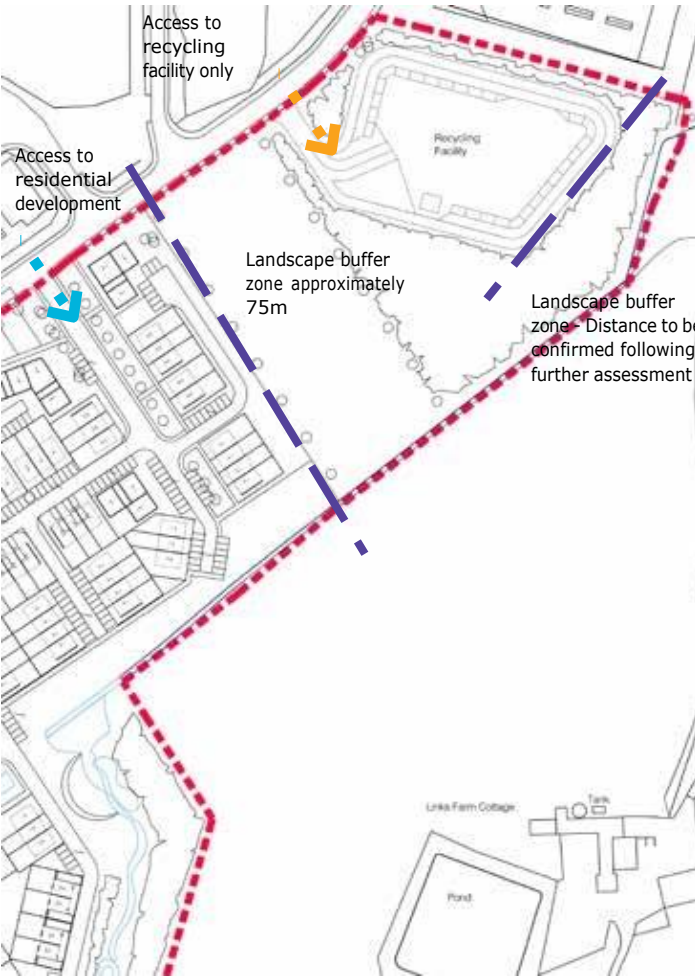 Access to
recycling
facility only
Recycling
Facility
Access to
residential
development
Landscape buffer
zone approximately
75m
Landscape buffer
zone - Distance to be
confirmed following
further assessment
Links Farm Cottage
Tank
Pond